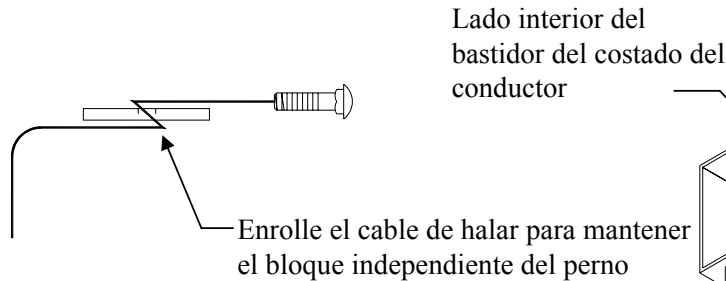 Lado interior del
bastidor del costado del
conductor
Enrolle el cable de halar para mantener
el bloque independiente del perno